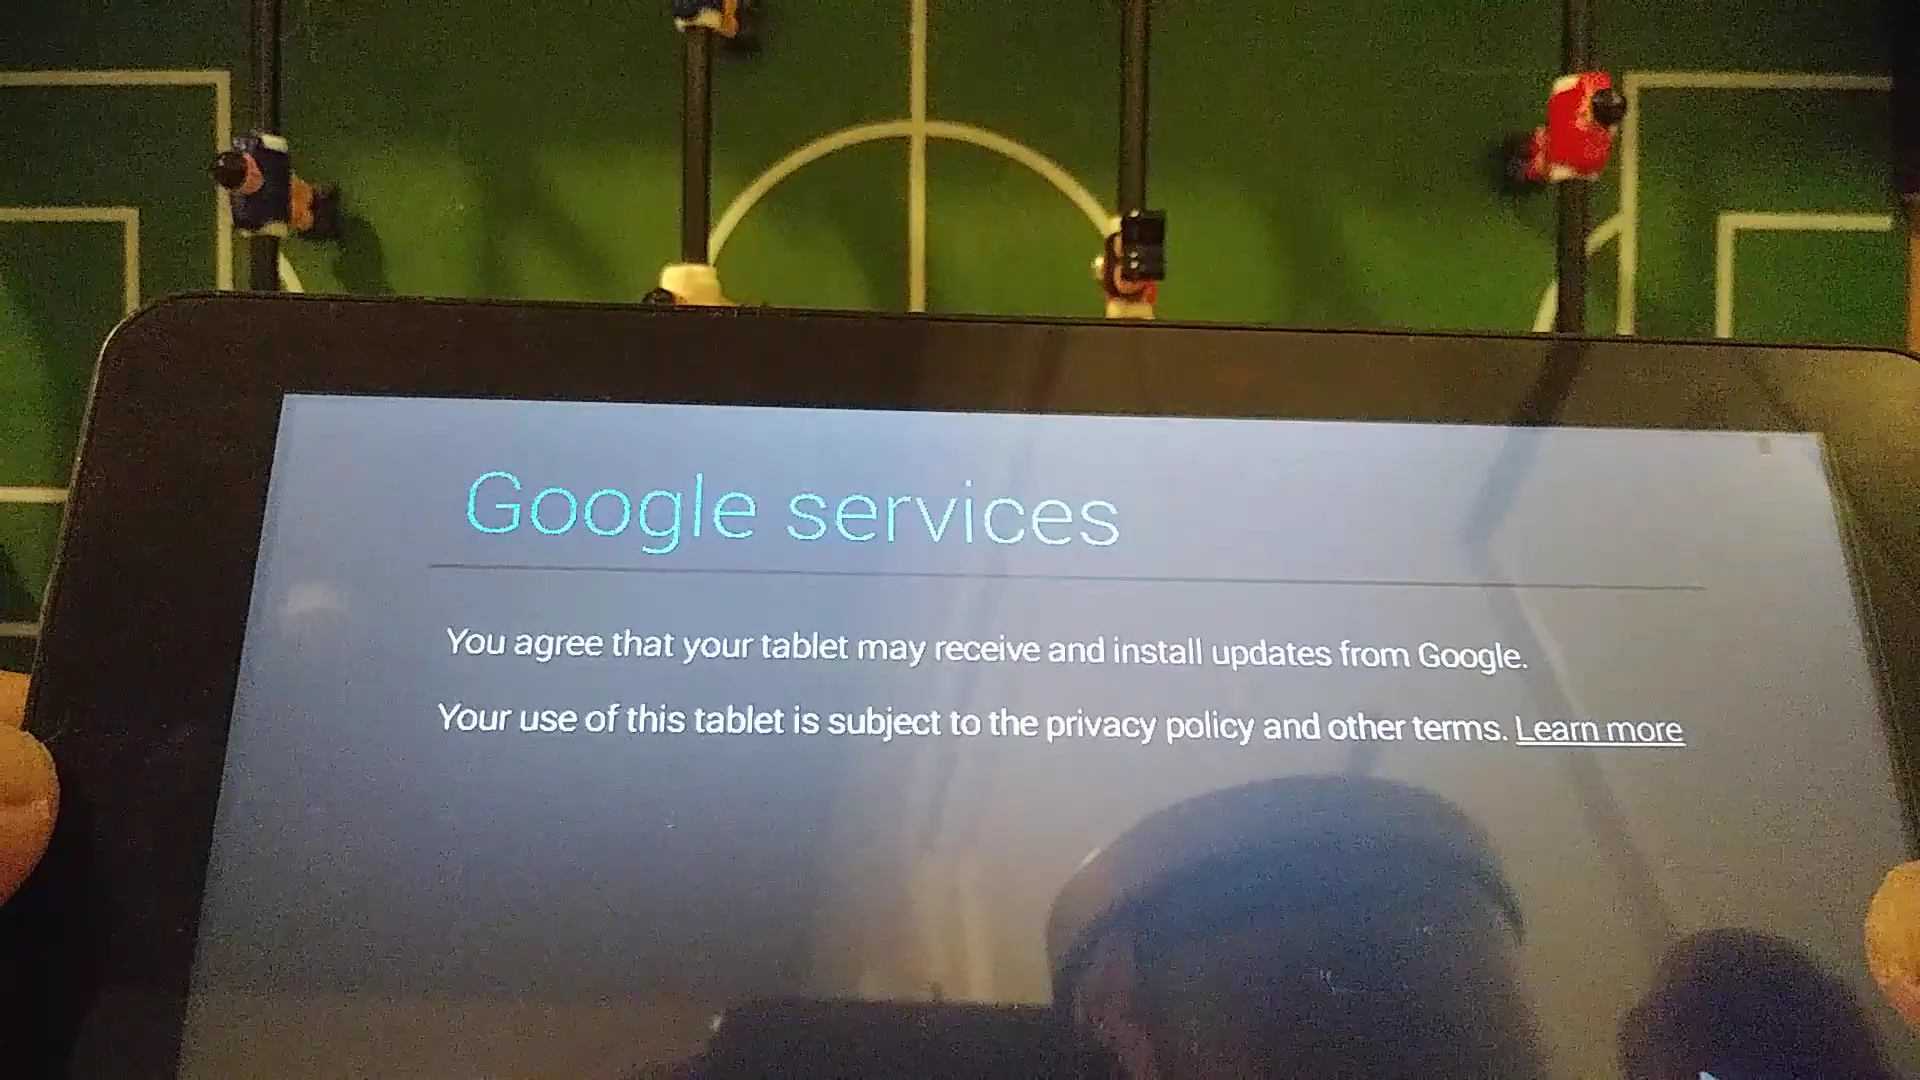 Google services
You agree that your tablet may receive and install updates from Google.
Your use of this tablet is subject to the privacy policy and other terms. Learn more